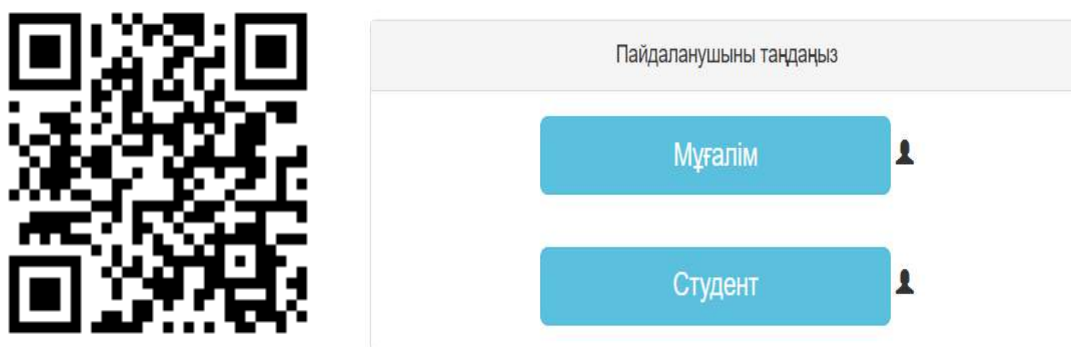 Пайдаланушыны таңдаңыз
Мұғалім
Студент